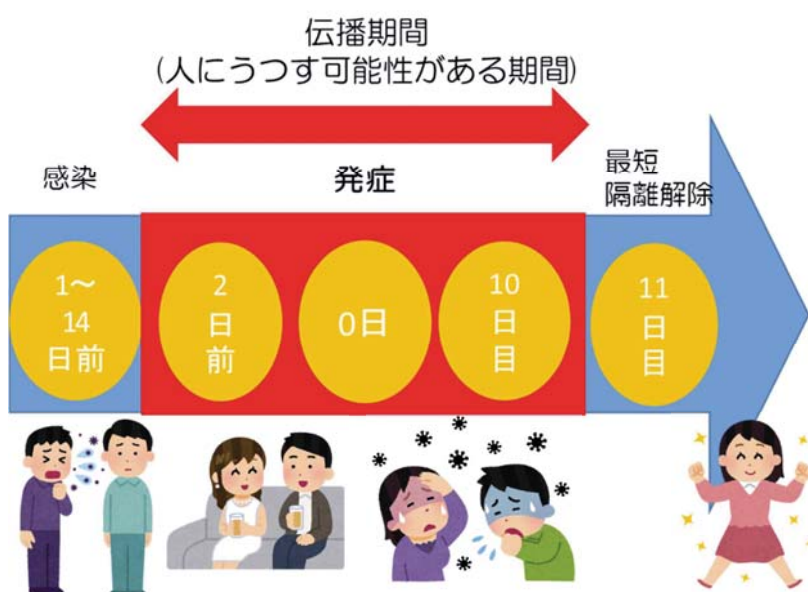 伝播期間
(人にうつす可能性がある期間)
感染
発症
最短
隔離解除
1～
14
日前
2
日
前
0日
10
日
目
11
日
目